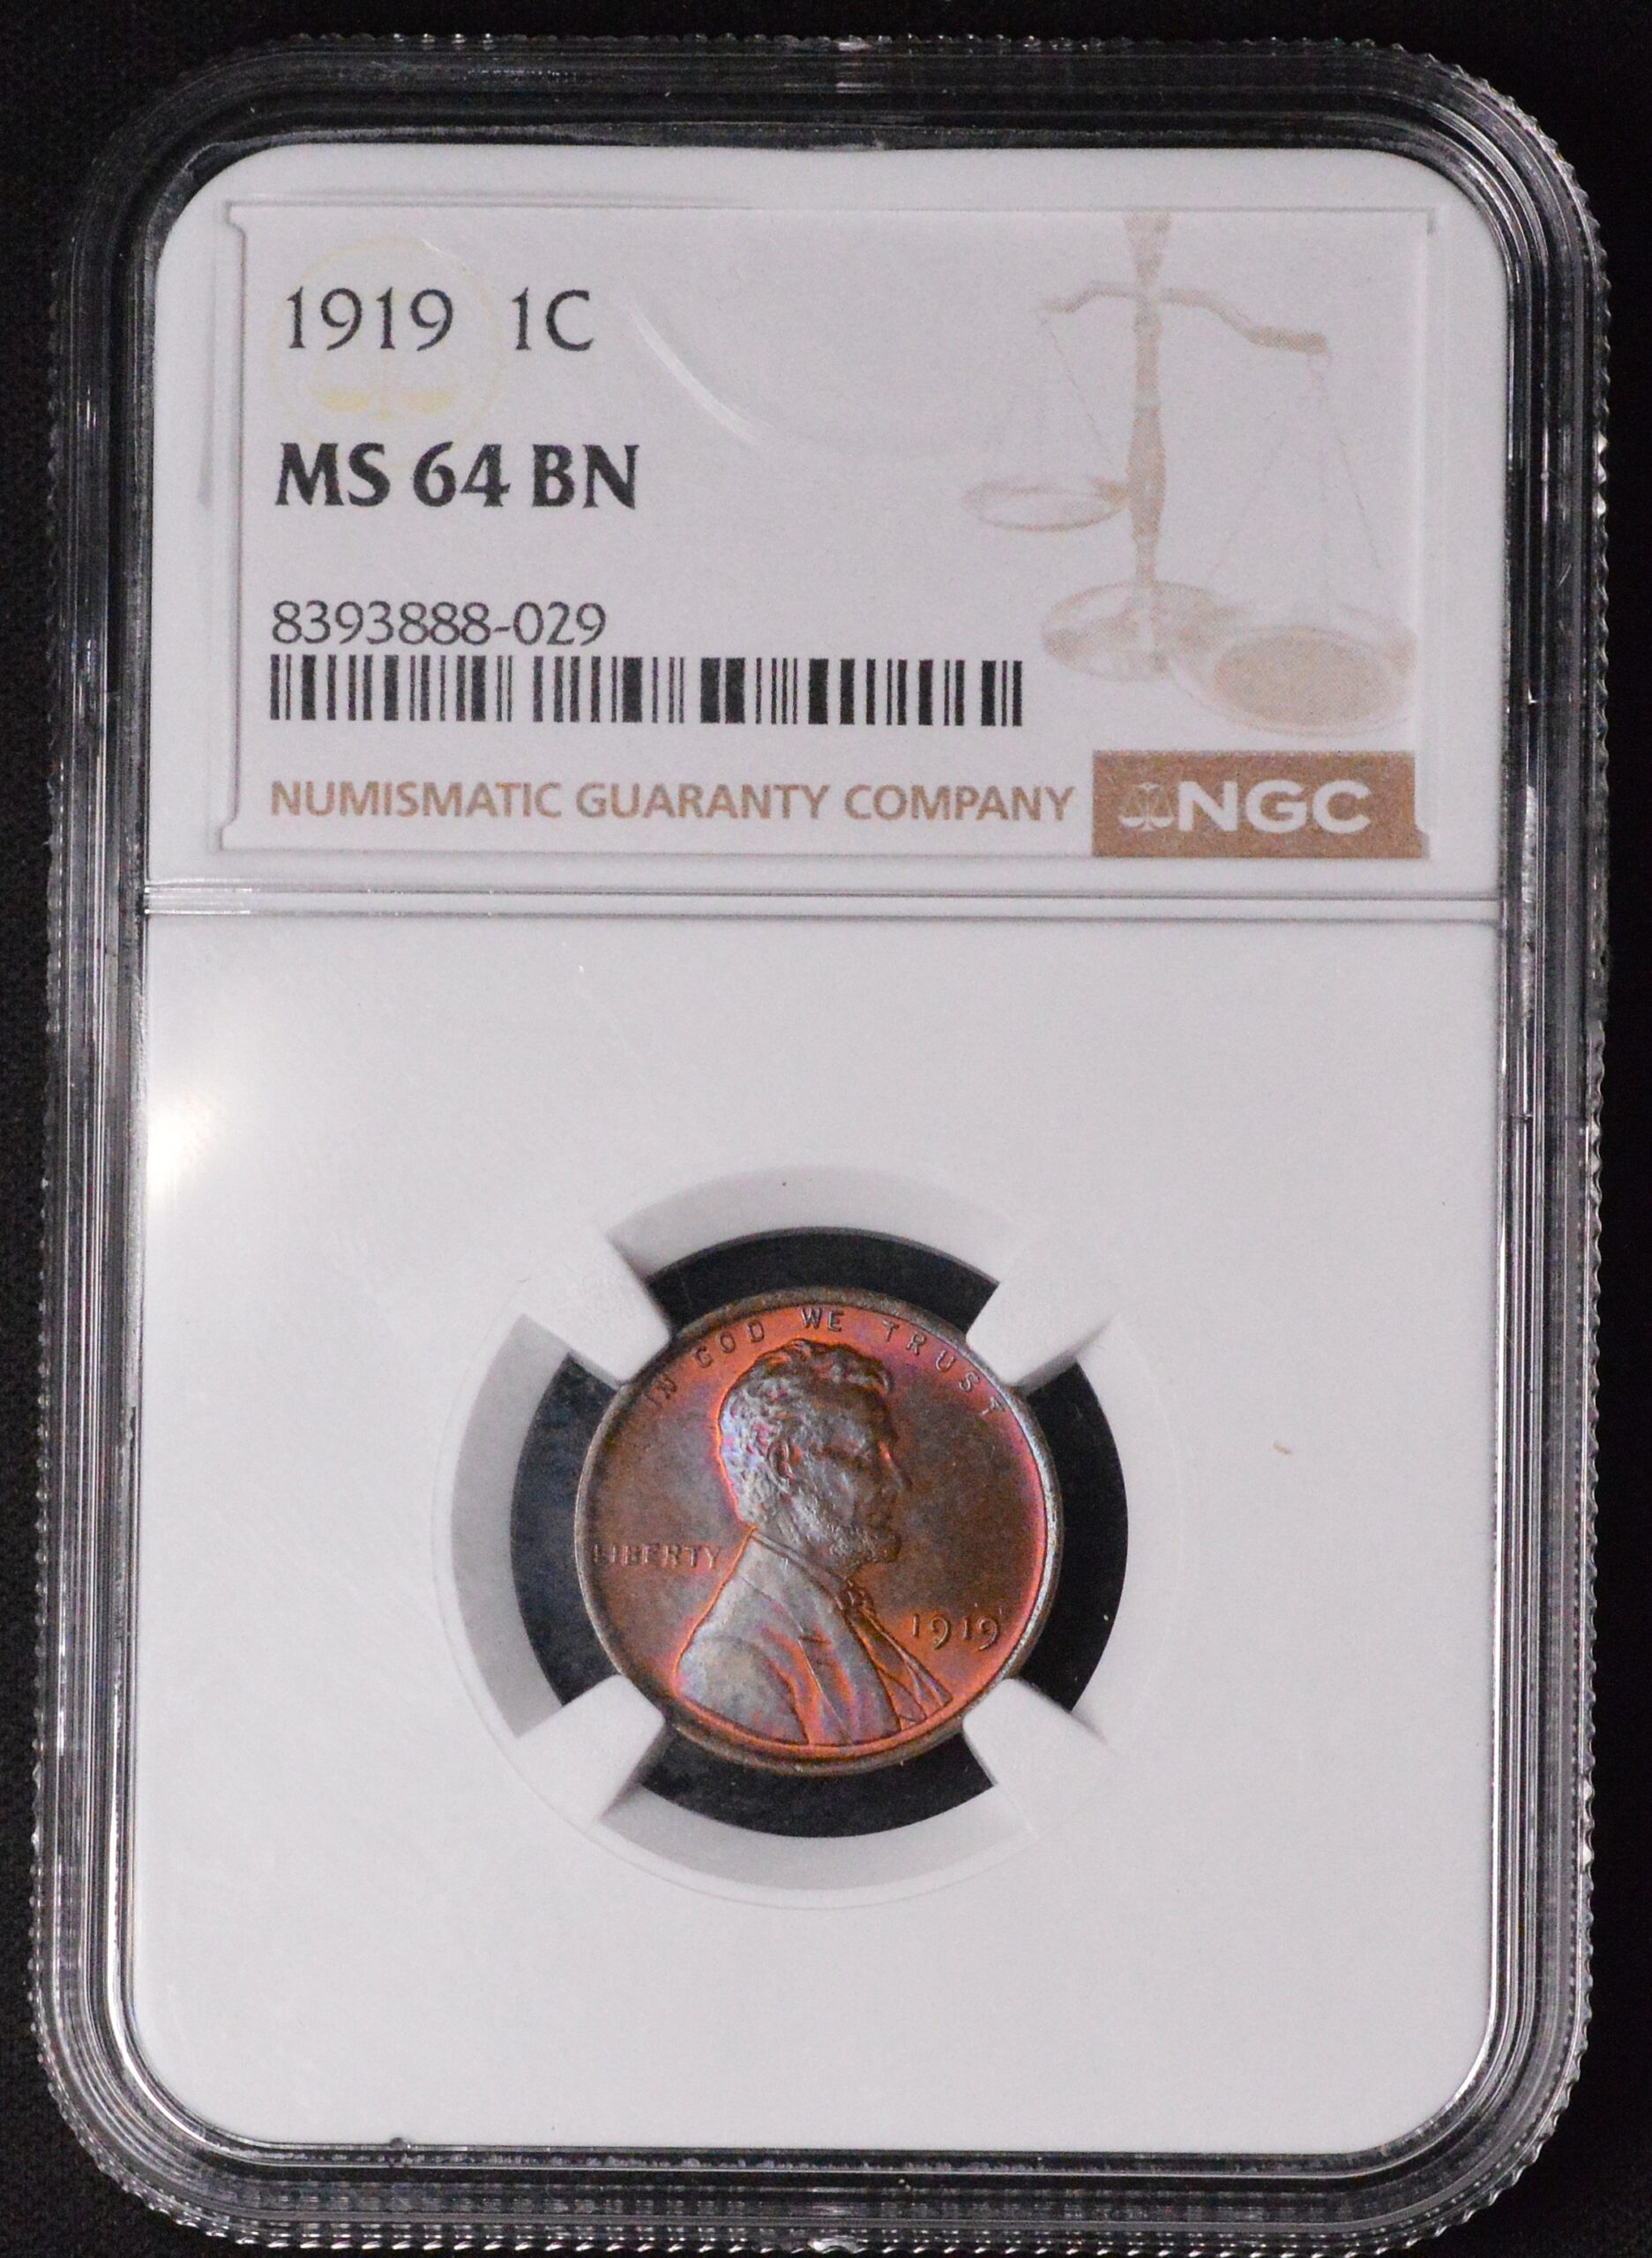 1919 1C
MS 64 BN
8393888-029
NUMISMATIC GUARANTY COMPANY NGC
IN GOD WE TRUST
LIBERTY
1919